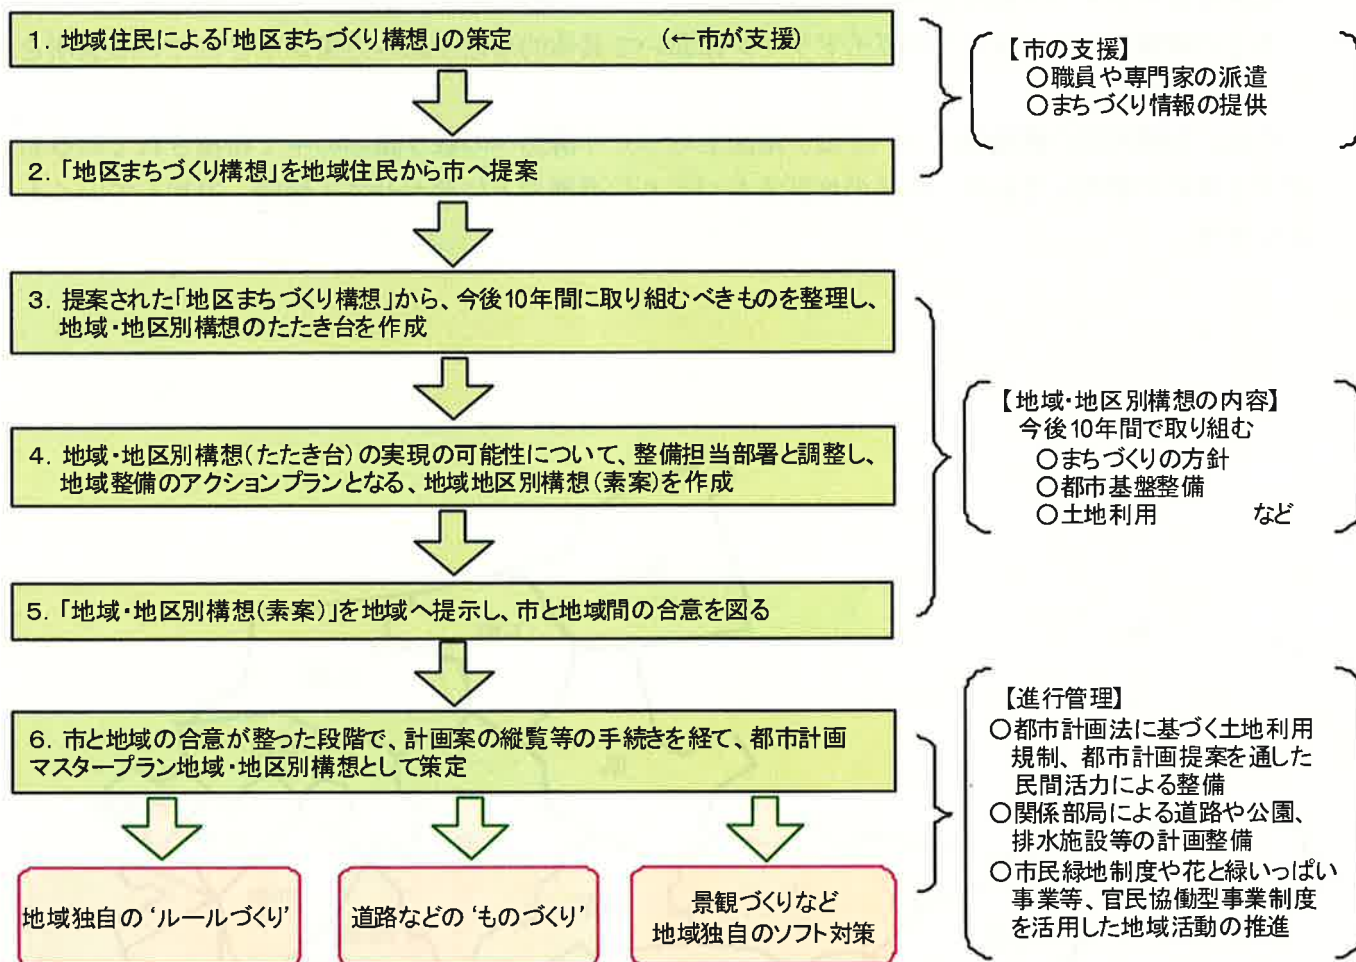 1. 地域住民による「地区まちづくり構想」の策定　　　(←市が支援)
【市の支援】
○職員や専門家の派遣
○まちづくり情報の提供
2. 「地区まちづくり構想」を地域住民から市へ提案
3. 提案された「地区まちづくり構想」から、今後10年間に取り組むべきものを整理し、
地域・地区別構想のたたき台を作成
4. 地域・地区別構想(たたき台)の実現の可能性について、整備担当部署と調整し、
地域整備のアクションプランとなる、地域地区別構想(素案)を作成
5. 「地域・地区別構想(素案)」を地域へ提示し、市と地域間の合意を図る
【地域・地区別構想の内容】
今後10年間で取り組む
○まちづくりの方針
○都市基盤整備
○土地利用　　　など
6. 市と地域の合意が整った段階で、計画案の縦覧等の手続きを経て、都市計画
マスタープラン地域・地区別構想として策定
【進行管理】
○都市計画法に基づく土地利用
規制、都市計画提案を通した
民間活力による整備
○関係部局による道路や公園、
排水施設等の計画整備
○市民緑地制度や花と緑いっぱい
事業等、官民協働型事業制度
を活用した地域活動の推進
地域独自の‘ルールづくり’
道路などの‘ものづくり’
景観づくりなど
地域独自のソフト対策